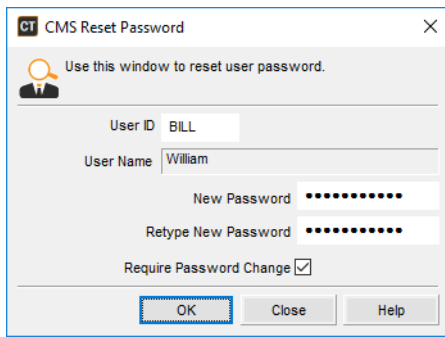 CT CMS Reset Password
Use this window to reset user password.
User ID BILL
User Name William
New Password •••••••••••
Retype New Password •••••••••••
Require Password Change
OK Close Help